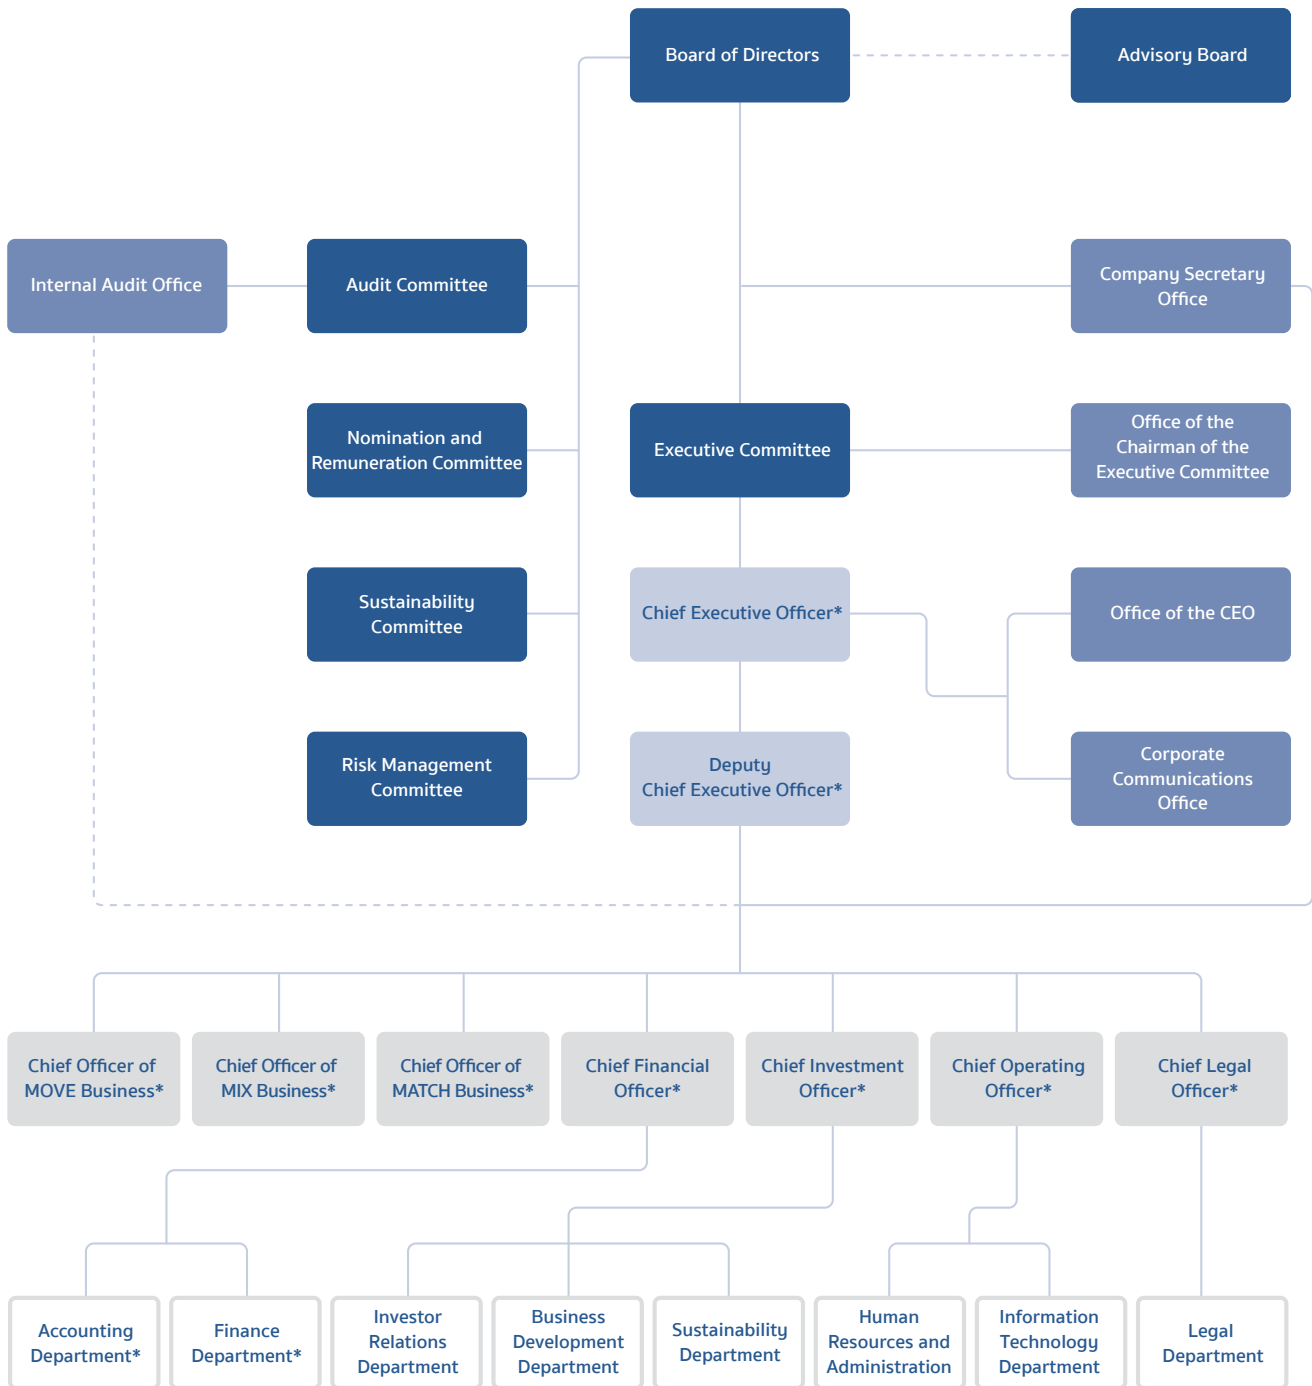 Board of Directors
Advisory Board
Internal Audit Office
Audit Committee
Company Secretary
Office
Nomination and
Remuneration Committee
Executive Committee
Office of the
Chairman of the
Executive Committee
Sustainability
Committee
Chief Executive Officer*
Office of the CEO
Risk Management
Committee
Deputy
Chief Executive Officer*
Corporate
Communications
Office
Chief Officer of
MOVE Business*
Chief Officer of
MIX Business*
Chief Officer of
MATCH Business*
Chief Financial
Officer*
Chief Investment
Officer*
Chief Operating
Officer*
Chief Legal
Officer*
Accounting
Department*
Finance
Department*
Investor
Relations
Department
Business
Development
Department
Sustainability
Department
Human
Resources and
Administration
Information
Technology
Department
Legal
Department